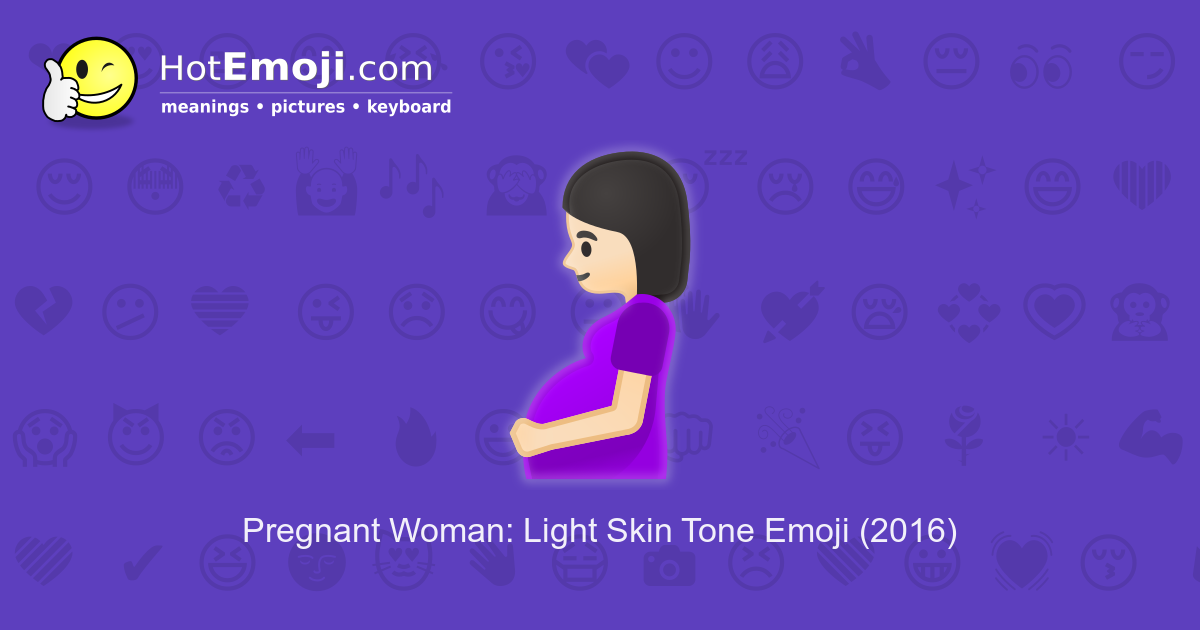 HotEmoji.com
meanings • pictures • keyboard
zzz
Pregnant Woman: Light Skin Tone Emoji (2016)